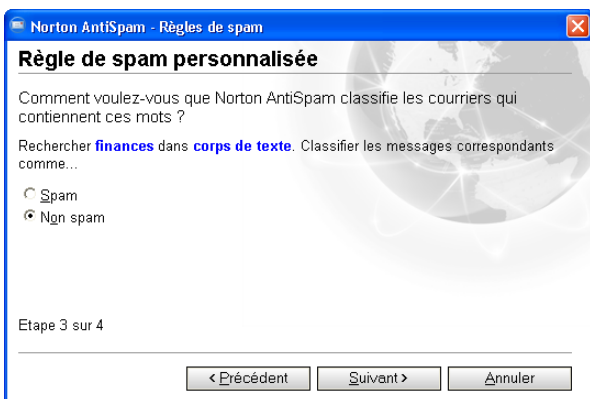 Norton AntiSpam - Règles de spam
Règle de spam personnalisée
Comment voulez-vous que Norton AntiSpam classifie les courriers qui
contiennent ces mots ?
Rechercher finances dans corps de texte. Classifier les messages correspondants
comme...
Spam
Non spam
Etape 3 sur 4
< Précédent
Suivant >
Annuler